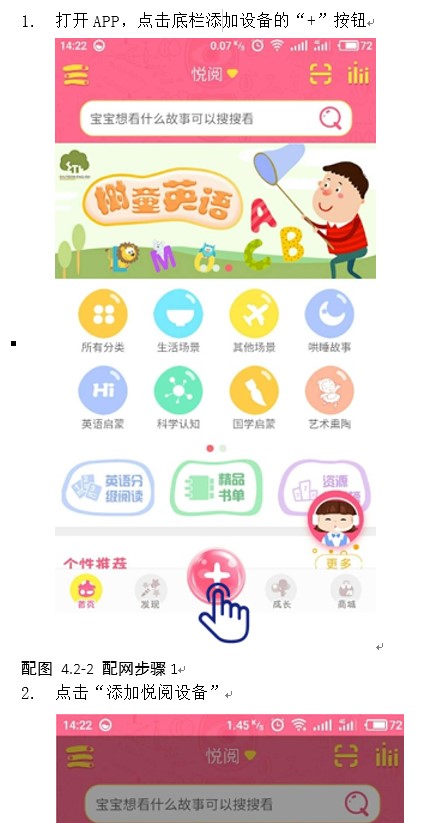 1. 打开 APP，点击底栏添加设备的“+”按钮
14:22 0.07 K/s 4G 72
悦阅
宝宝想看什么故事可以搜搜看
树童英语
A
B
L M U C
所有分类 生活场景 其他场景 哄睡故事
Hi
英语启蒙 科学认知 国学启蒙 艺术熏陶
英语分级阅读 精品书单 资源
个性推荐 更多
首页 发现 成长 商城
配图 4.2-2 配网步骤1
2. 点击“添加悦阅设备”
14:22 1.45 K/s 4G 72
悦阅
宝宝想看什么故事可以搜搜看